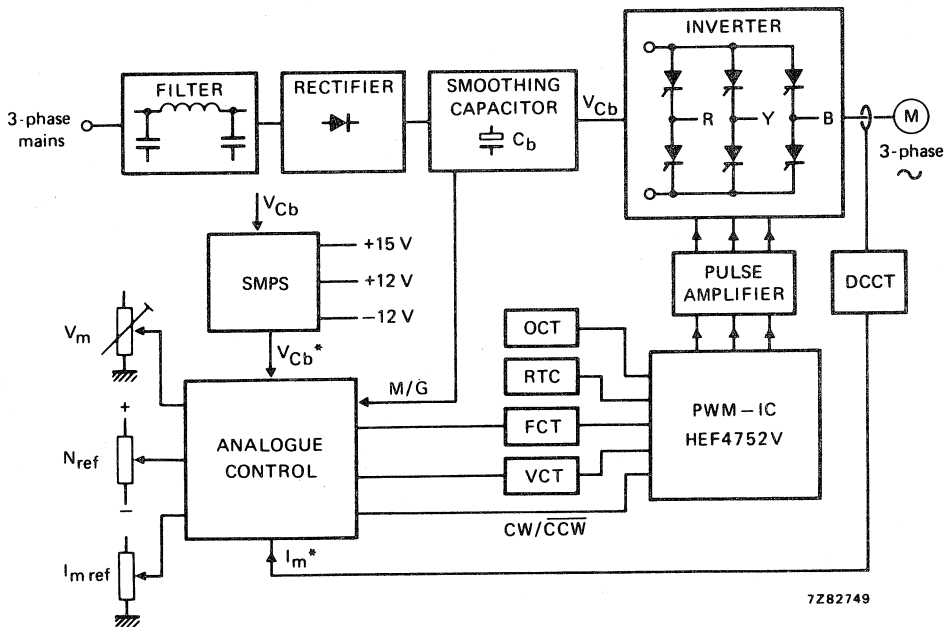 FILTER
3-phase
mains
RECTIFIER
SMOOTHING
CAPACITOR
C_b
V_Cb
INVERTER
R
Y
B
M
3-phase
V_Cb
SMPS
+15 V
+12 V
−12 V
V_Cb*
PULSE
AMPLIFIER
DCCT
V_m
+
N_ref
−
I_m ref
M/G
ANALOGUE
CONTROL
OCT
RTC
FCT
VCT
PWM–IC
HEF4752V
CW/C̅C̅W̅
I_m*
7Z82749